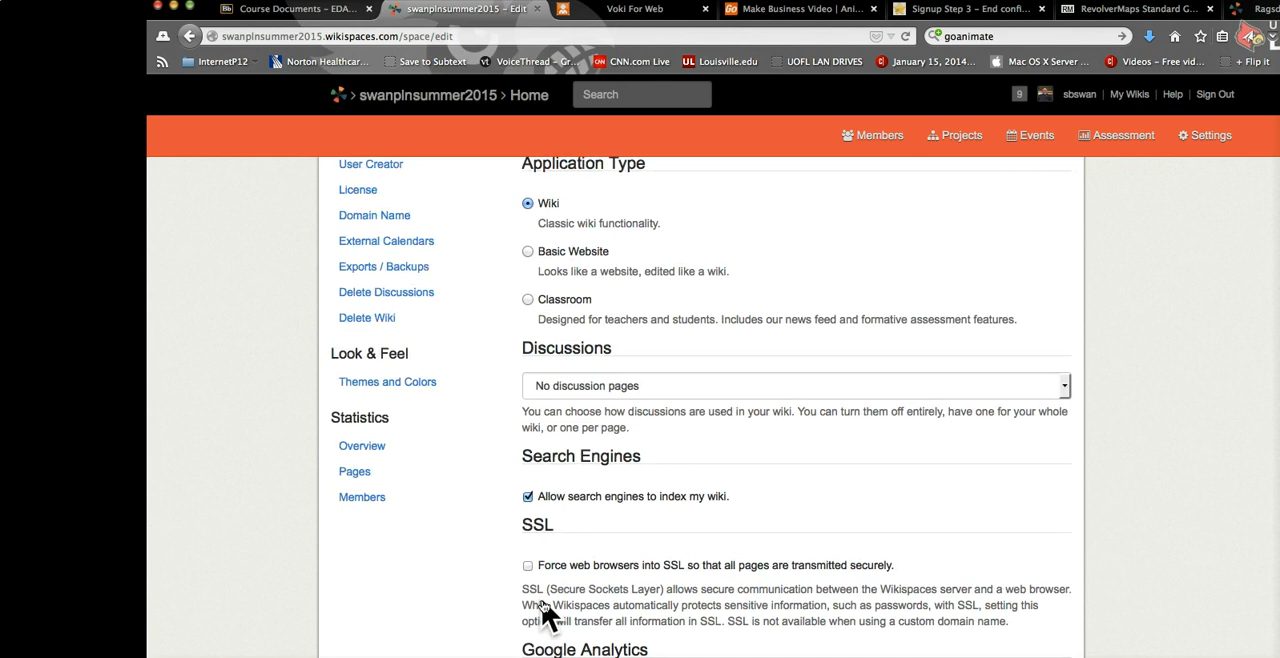 Course Documents – EDA... × swanplnsummer2015 - Edit × Voki For Web × Make Business Video | Ani... × Signup Step 3 – End confi... × RevolverMaps Standard G... × Ragsd
swanplnsummer2015.wikispaces.com/space/edit goanimate
InternetP12 Norton Healthcar... Save to Subtext VoiceThread – Gr... CNN.com Live UL Louisville.edu UOFL LAN DRIVES January 15, 2014... Mac OS X Server ... Videos – Free vid... + Flip it
> swanplnsummer2015 > Home Search 9 sbswan | My Wikis | Help | Sign Out
Members Projects Events Assessment Settings
User Creator
License
Domain Name
External Calendars
Exports / Backups
Delete Discussions
Delete Wiki
Look & Feel
Themes and Colors
Statistics
Overview
Pages
Members
Application Type
Wiki
Classic wiki functionality.
Basic Website
Looks like a website, edited like a wiki.
Classroom
Designed for teachers and students. Includes our news feed and formative assessment features.
Discussions
No discussion pages
You can choose how discussions are used in your wiki. You can turn them off entirely, have one for your whole
wiki, or one per page.
Search Engines
Allow search engines to index my wiki.
SSL
Force web browsers into SSL so that all pages are transmitted securely.
SSL (Secure Sockets Layer) allows secure communication between the Wikispaces server and a web browser.
Wikispaces automatically protects sensitive information, such as passwords, with SSL, setting this
will transfer all information in SSL. SSL is not available when using a custom domain name.
Google Analytics